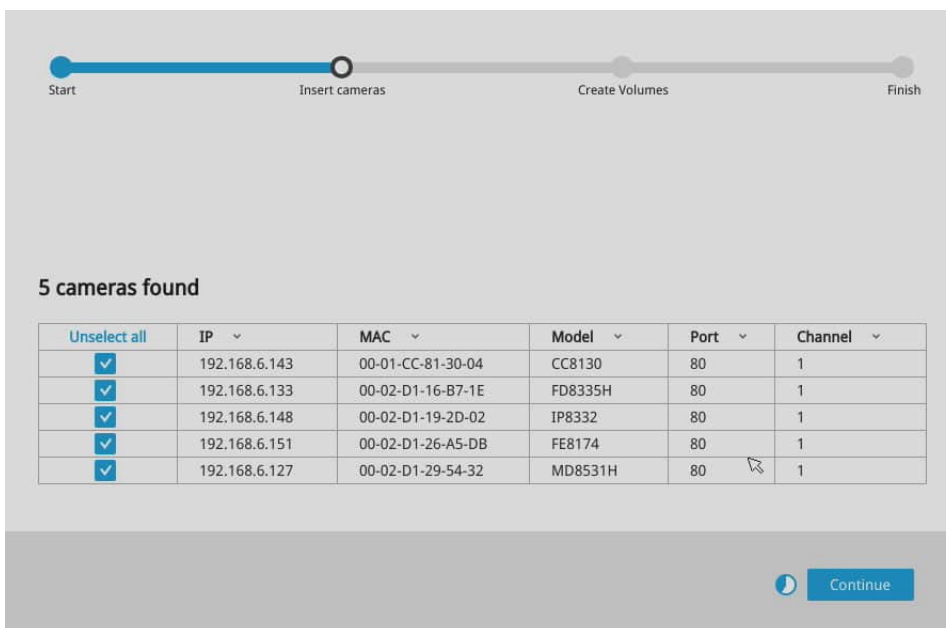 Start Insert cameras Create Volumes Finish
5 cameras found
Unselect all IP MAC Model Port Channel
192.168.6.143 00-01-CC-81-30-04 CC8130 80 1
192.168.6.133 00-02-D1-16-B7-1E FD8335H 80 1
192.168.6.148 00-02-D1-19-2D-02 IP8332 80 1
192.168.6.151 00-02-D1-26-A5-DB FE8174 80 1
192.168.6.127 00-02-D1-29-54-32 MD8531H 80 1
Continue